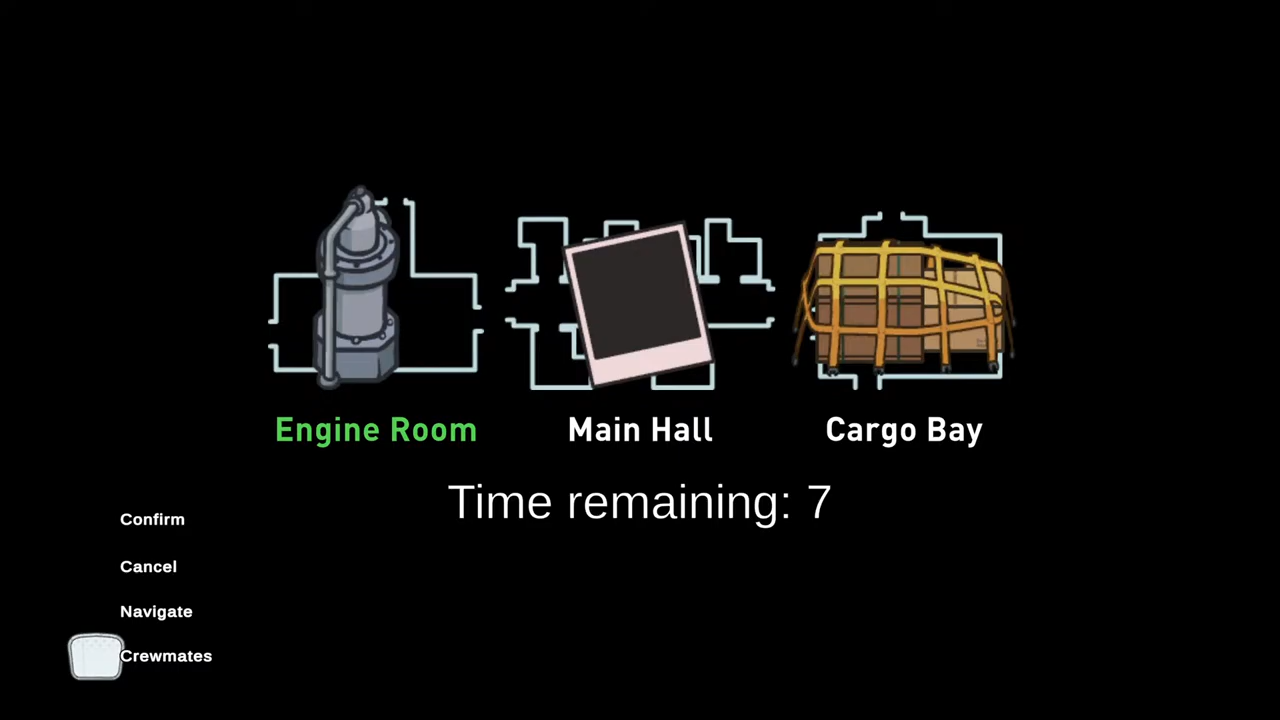 Engine Room
Main Hall
Cargo Bay
Time remaining: 7
Confirm
Cancel
Navigate
Crewmates